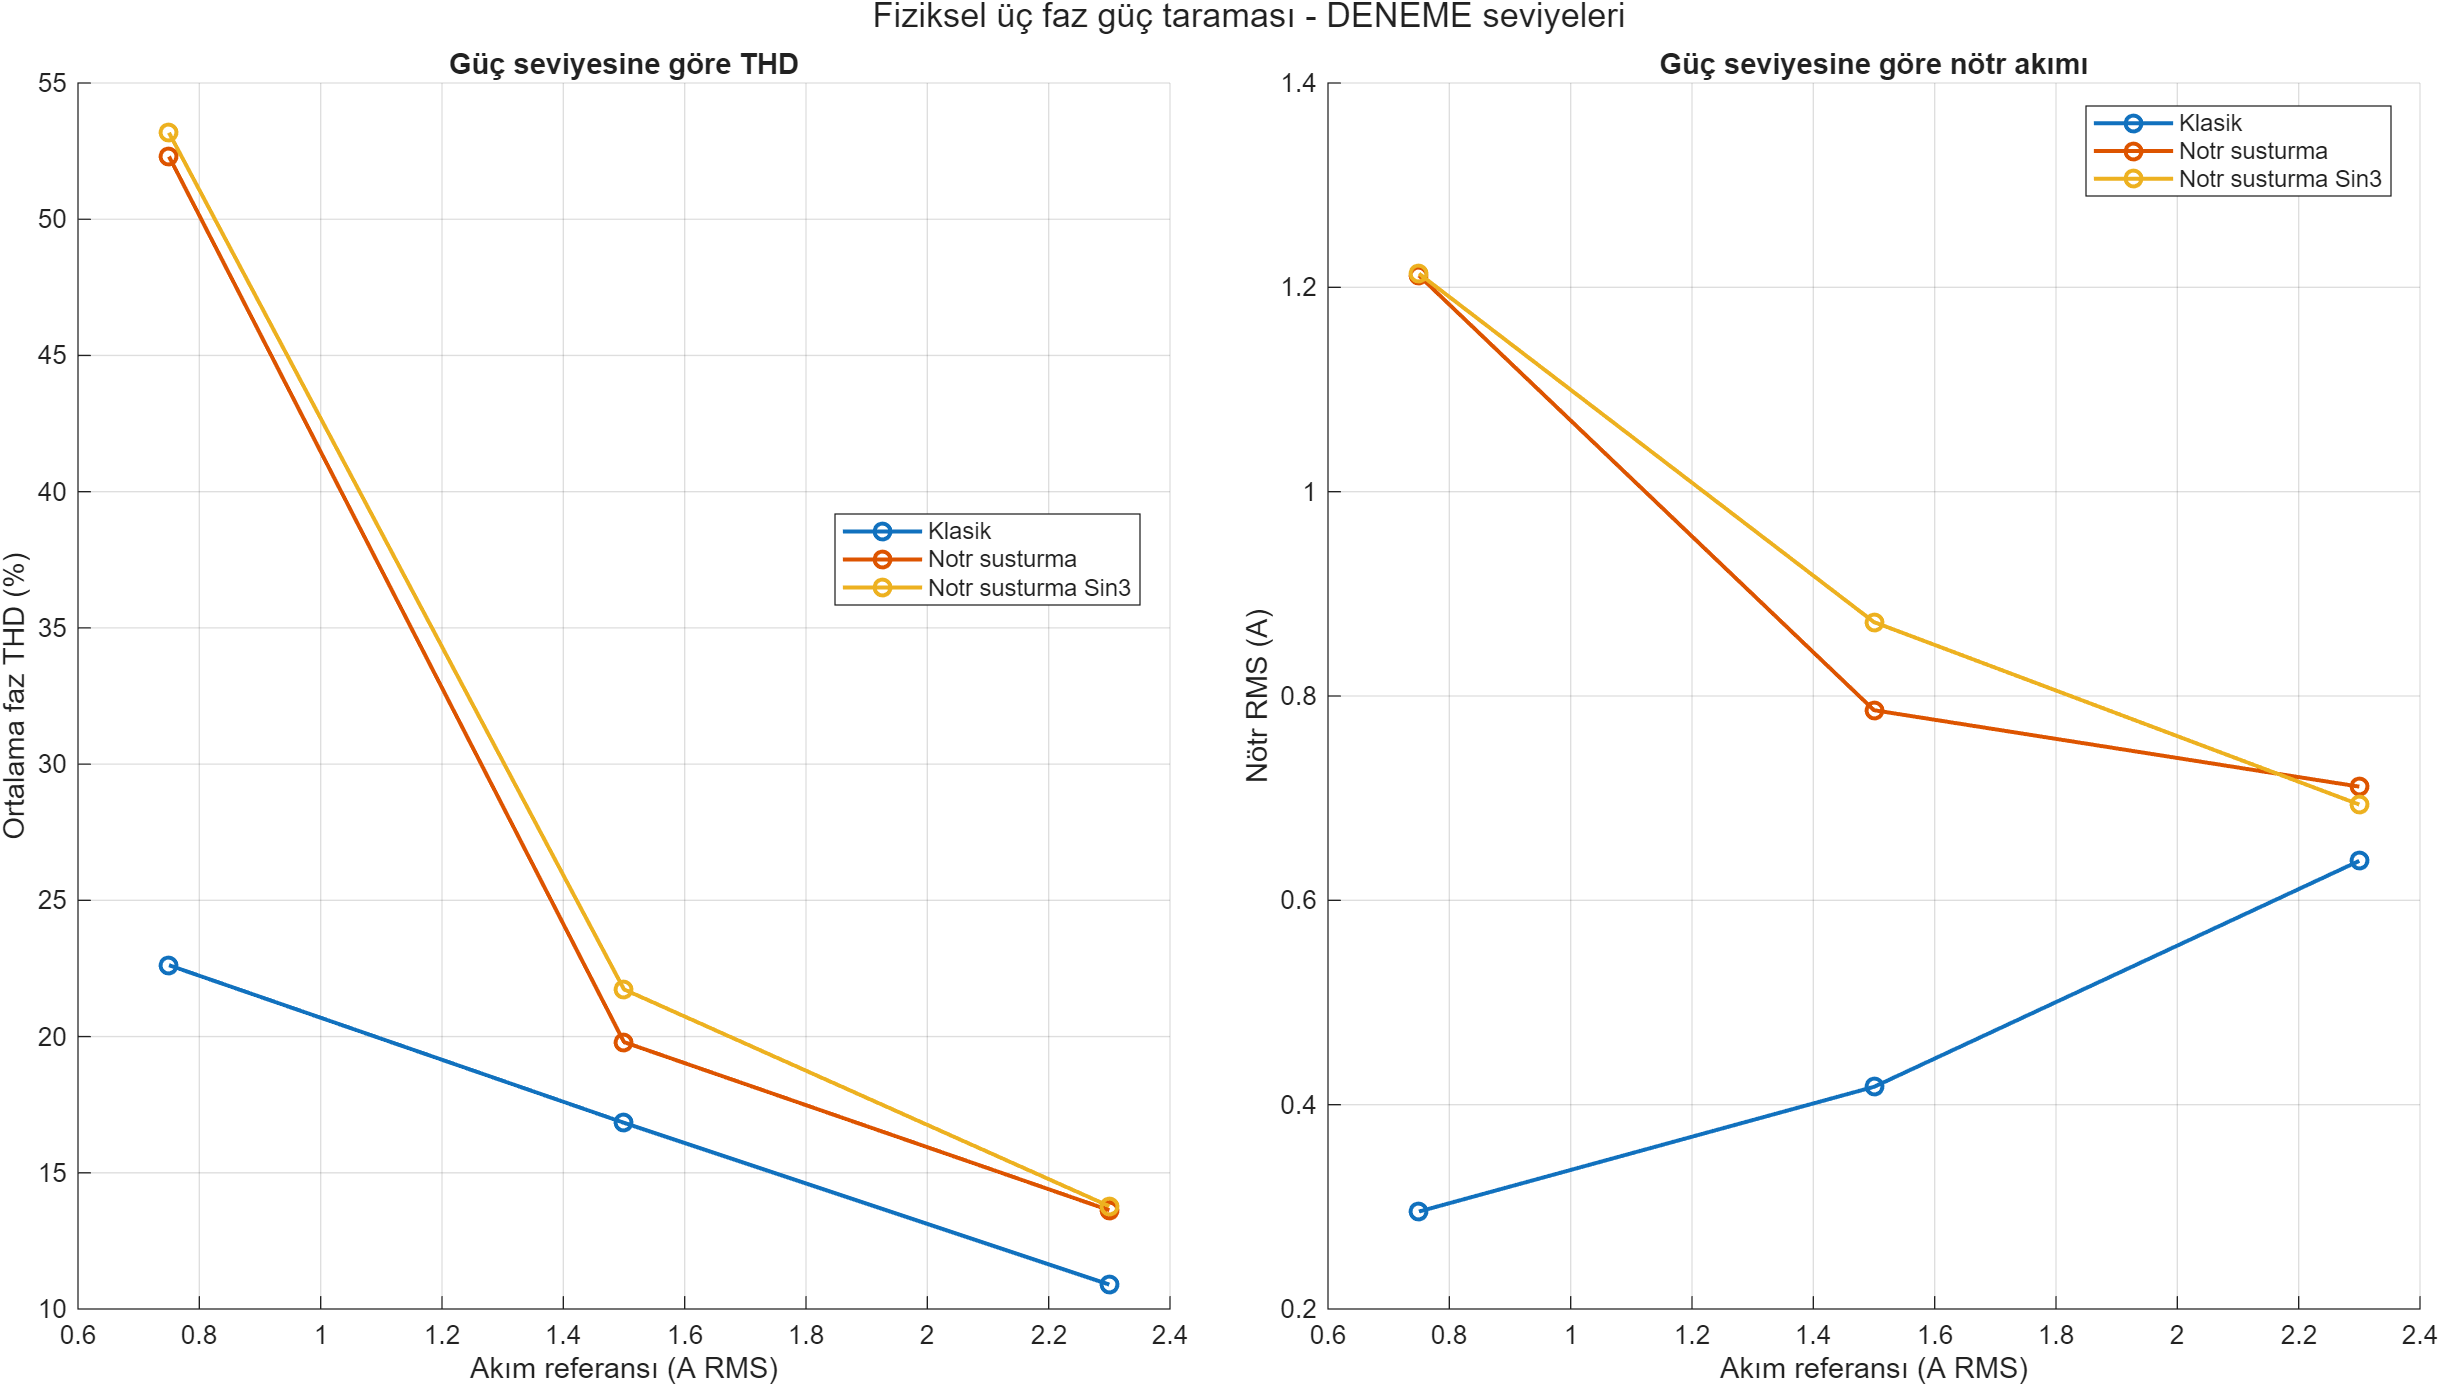 Fiziksel üç faz güç taraması - DENEME seviyeleri
Güç seviyesine göre THD
55
50
45
40
35
30
25
20
15
10
0.6 0.8 1 1.2 1.4 1.6 1.8 2 2.2 2.4
Ortalama faz THD (%)
Akım referansı (A RMS)
Klasik
Notr susturma
Notr susturma Sin3
Güç seviyesine göre nötr akımı
1.4
1.2
1
0.8
0.6
0.4
0.2
0.6 0.8 1 1.2 1.4 1.6 1.8 2 2.2 2.4
Nötr RMS (A)
Akım referansı (A RMS)
Klasik
Notr susturma
Notr susturma Sin3